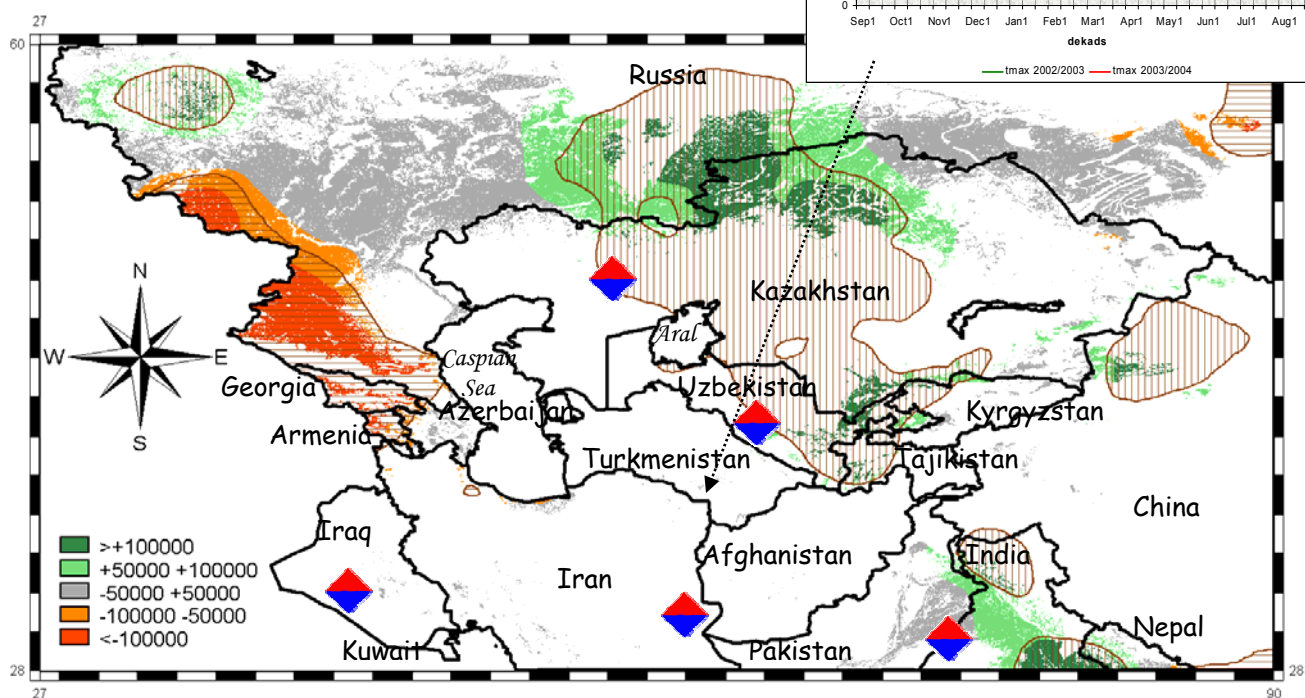 0
Sep1 Oct1 Nov1 Dec1 Jan1 Feb1 Mar1 Apr1 May1 Jun1 Jul1 Aug1
dekads
tmax 2002/2003 tmax 2003/2004
27
60
Russia
Kazakhstan
N
W E
S
Aral
Caspian
Sea
Georgia
Uzbekistan
Azerbaijan
Kyrgyzstan
Armenia
Turkmenistan
Tajikistan
China
Iraq
Afghanistan
India
Iran
>+100000
+50000 +100000
-50000 +50000
-100000 -50000
<-100000
Nepal
Kuwait
Pakistan
28
28
27
90